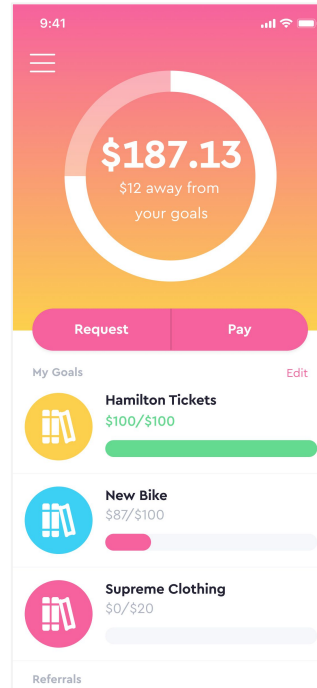 9:41
$187.13
$12 away from
your goals
Request
Pay
My Goals
Edit
Hamilton Tickets
$100/$100
New Bike
$87/$100
Supreme Clothing
$0/$20
Referrals